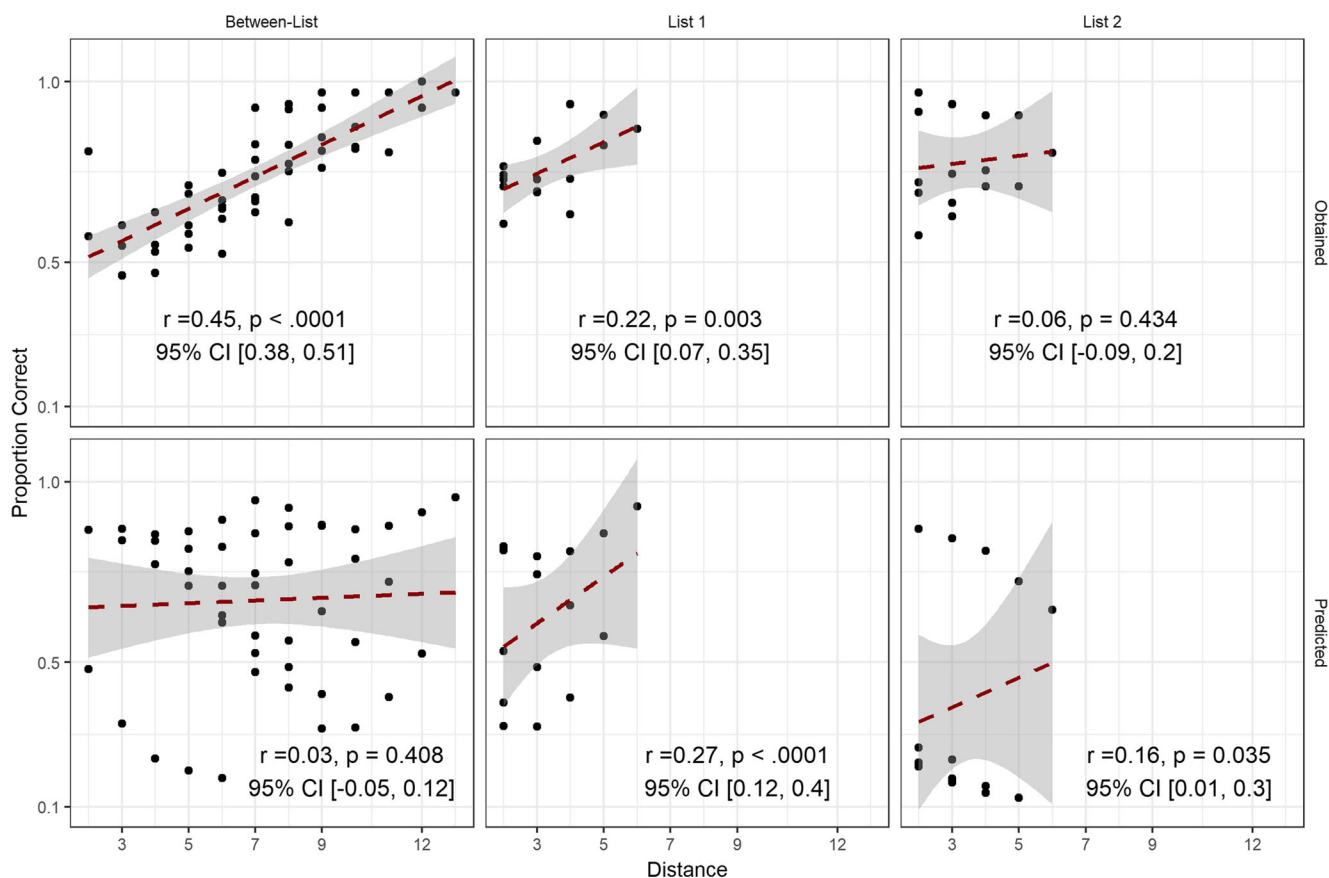 Between-List
List 1
List 2
Proportion Correct
1.0
0.5
0.1
r =0.45, p < .0001
95% CI [0.38, 0.51]
r =0.22, p = 0.003
95% CI [0.07, 0.35]
r =0.06, p = 0.434
95% CI [-0.09, 0.2]
Obtained
1.0
0.5
0.1
r =0.03, p = 0.408
95% CI [-0.05, 0.12]
r =0.27, p < .0001
95% CI [0.12, 0.4]
r =0.16, p = 0.035
95% CI [0.01, 0.3]
Predicted
3 5 7 9 12
3 5 7 9 12
3 5 7 9 12
Distance